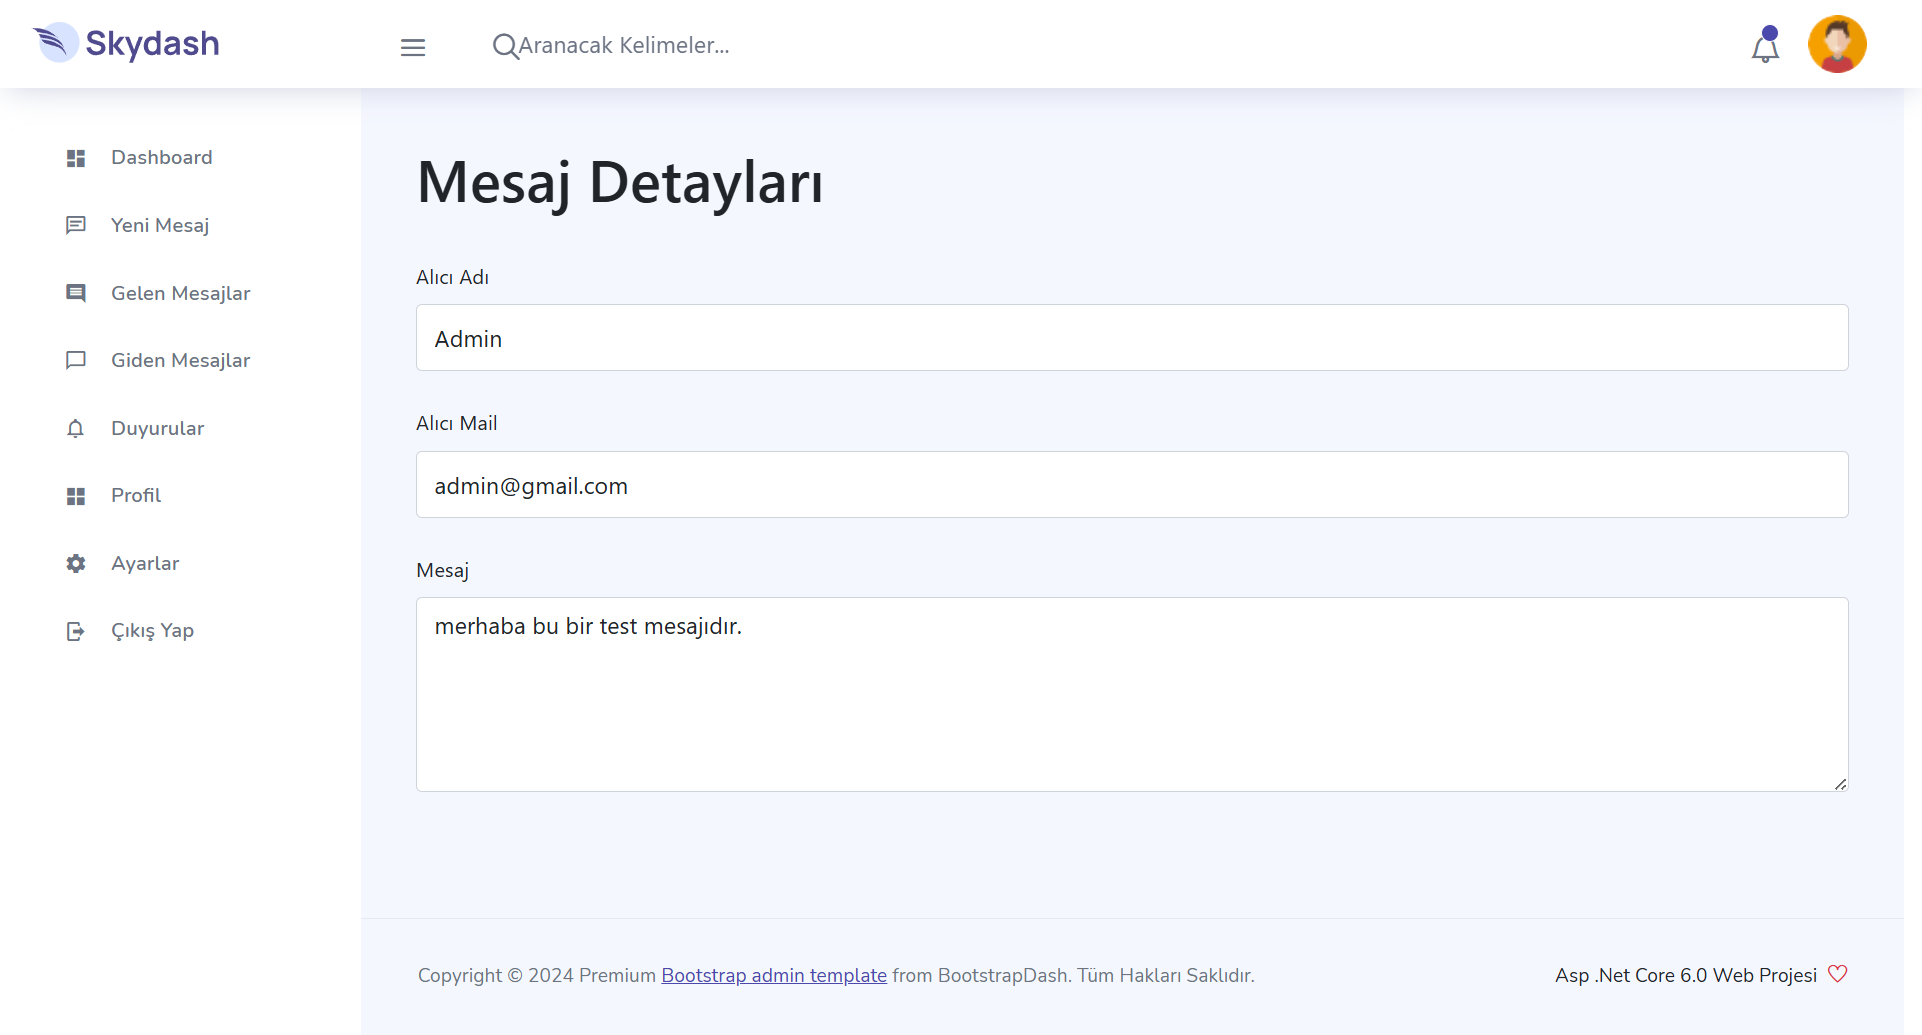 Skydash
Aranacak Kelimeler...
Dashboard
Yeni Mesaj
Gelen Mesajlar
Giden Mesajlar
Duyurular
Profil
Ayarlar
Çıkış Yap
Mesaj Detayları
Alıcı Adı
Admin
Alıcı Mail
admin@gmail.com
Mesaj
merhaba bu bir test mesajıdır.
Copyright © 2024 Premium Bootstrap admin template from BootstrapDash. Tüm Hakları Saklıdır.
Asp .Net Core 6.0 Web Projesi